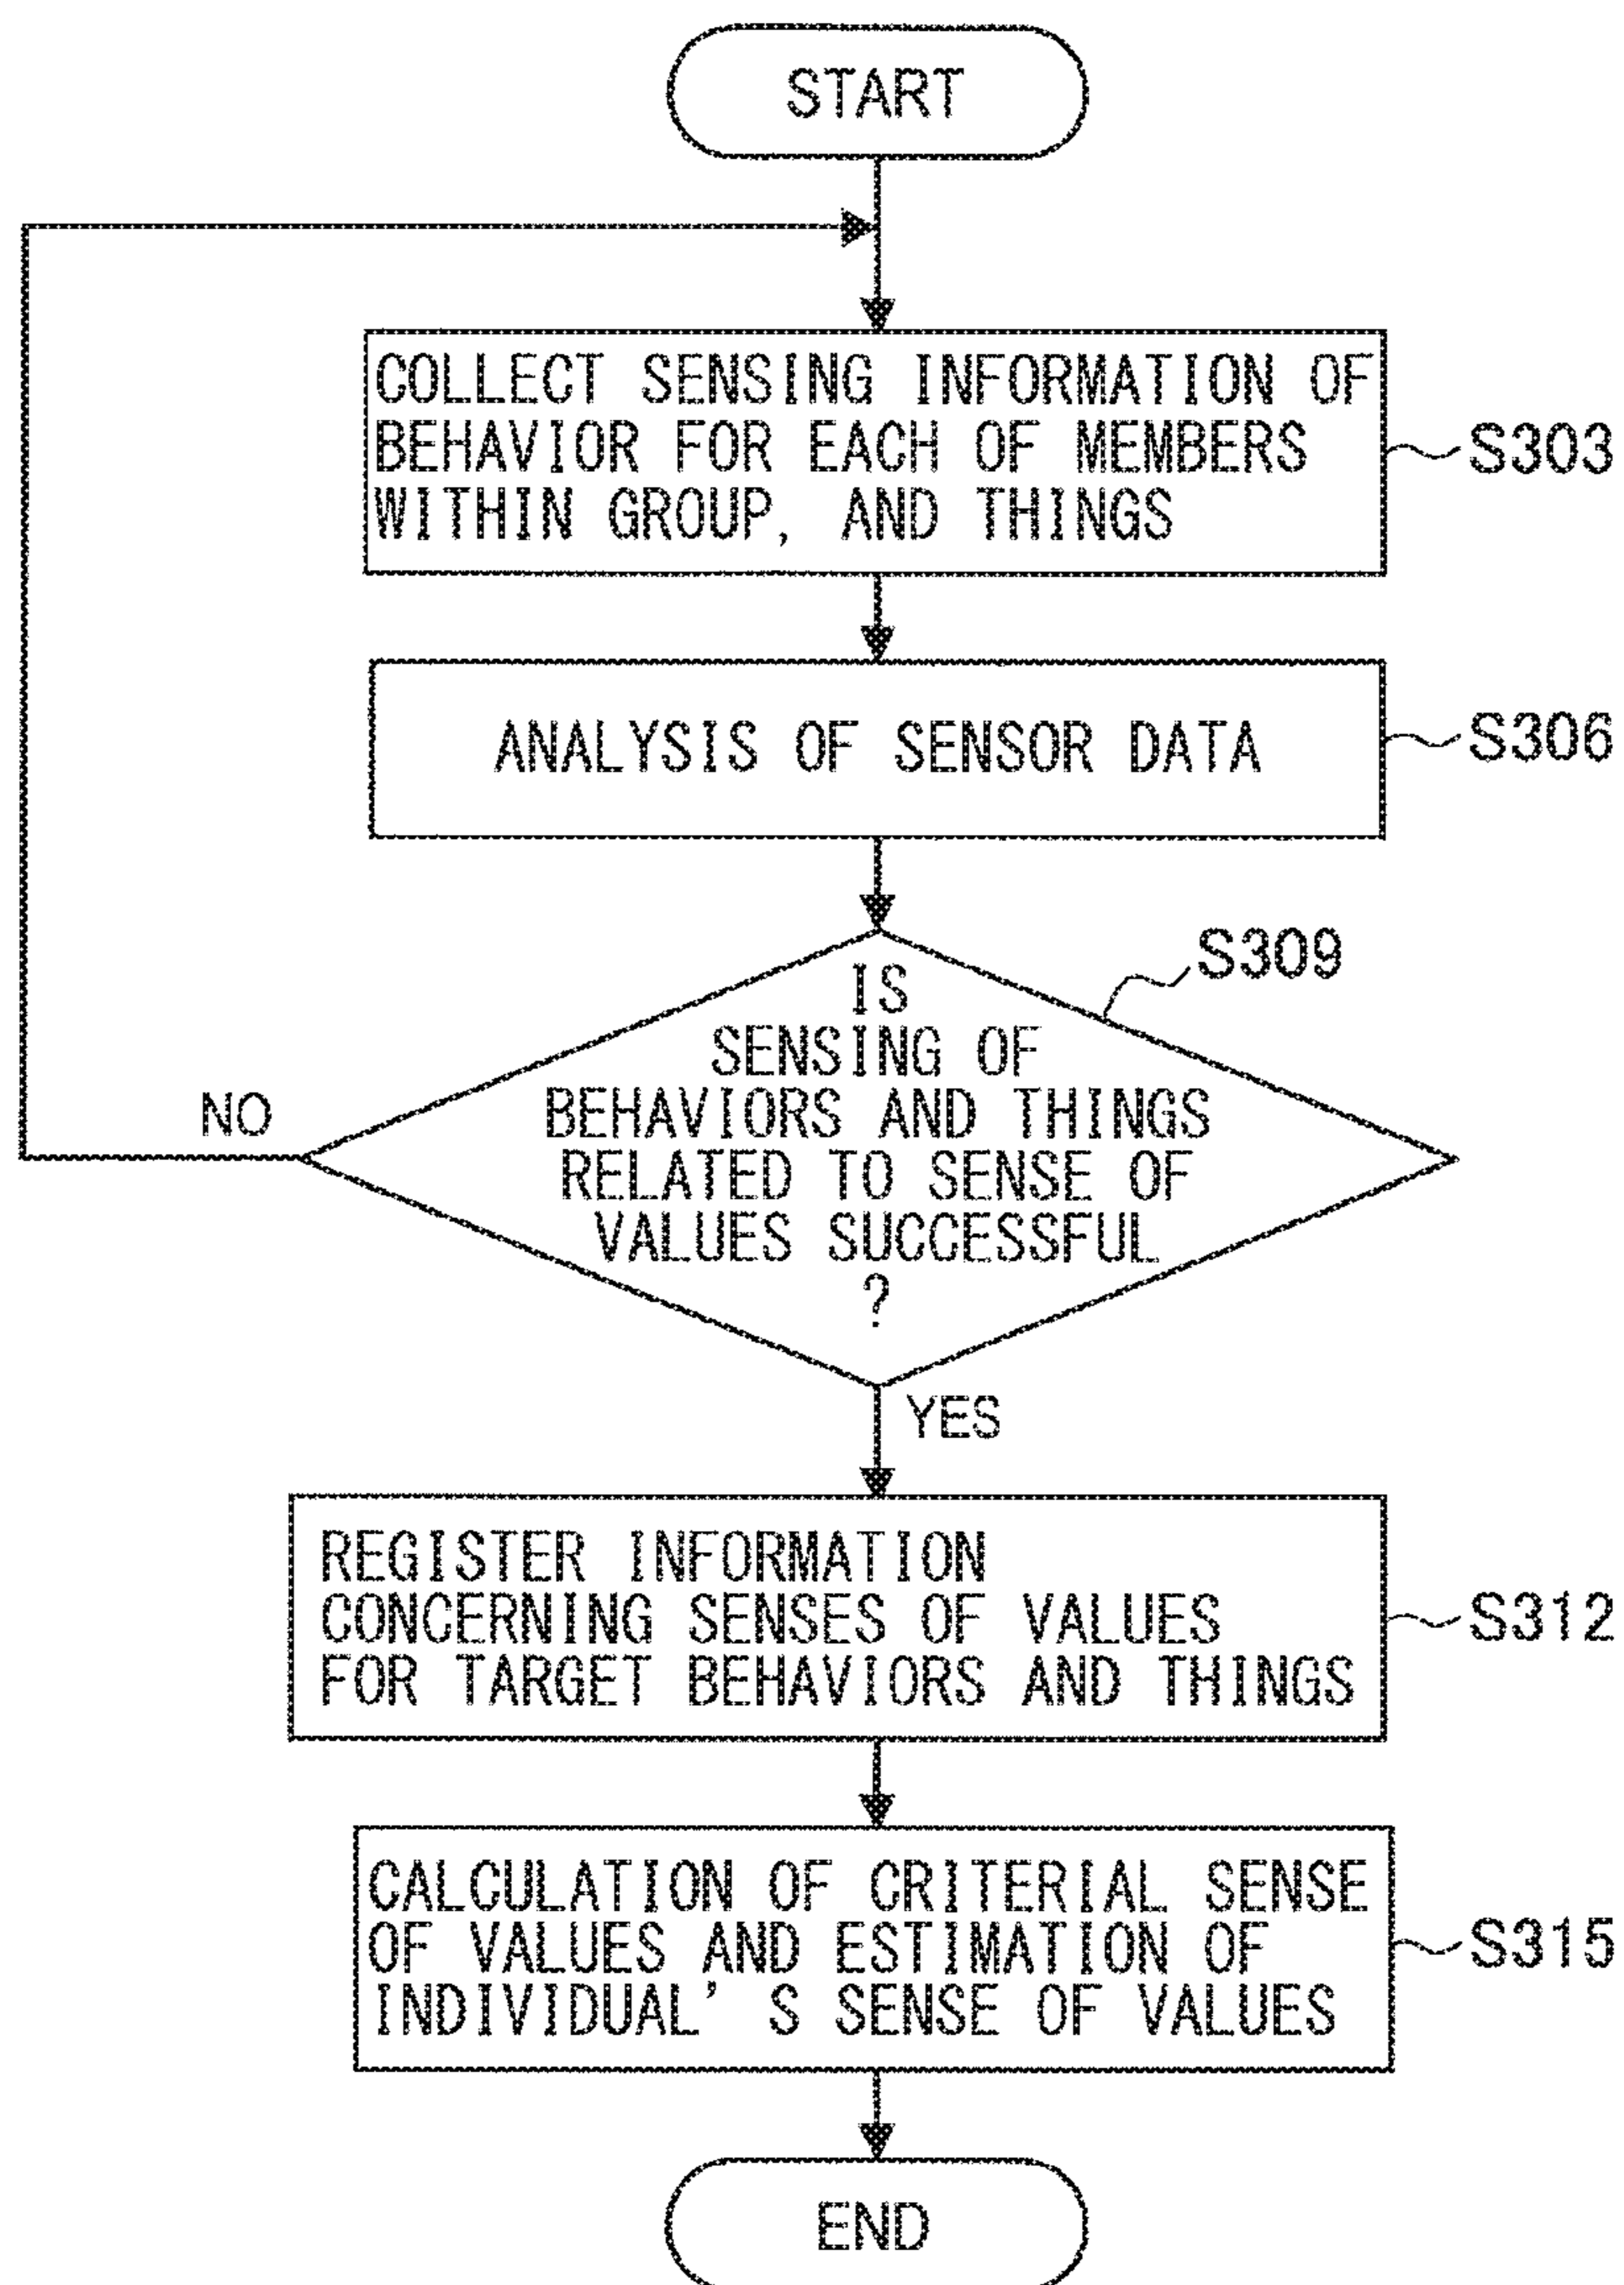 START
COLLECT SENSING INFORMATION OF
BEHAVIOR FOR EACH OF MEMBERS
WITHIN GROUP, AND THINGS
S303
ANALYSIS OF SENSOR DATA
S306
S309
IS
SENSING OF
BEHAVIORS AND THINGS
RELATED TO SENSE OF
VALUES SUCCESSFUL
?
NO
YES
REGISTER INFORMATION
CONCERNING SENSES OF VALUES
FOR TARGET BEHAVIORS AND THINGS
S312
CALCULATION OF CRITERIAL SENSE
OF VALUES AND ESTIMATION OF
INDIVIDUAL'S SENSE OF VALUES
S315
END